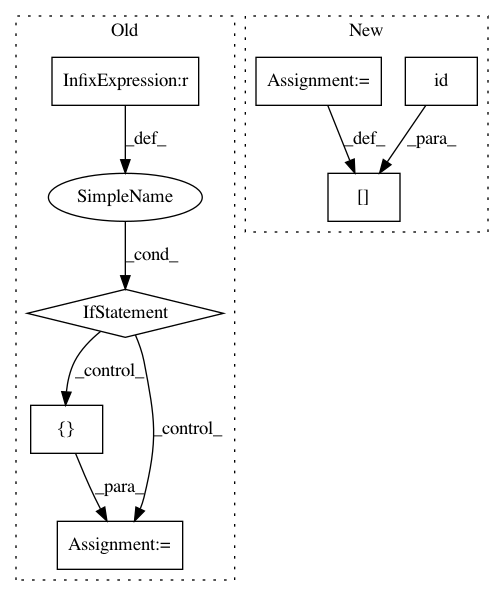 Old
InfixExpression:r
_def_
SimpleName
_cond_
IfStatement
_control_
_control_
{}
_para_
Assignment:=
New
Assignment:=
id
_def_
_para_
[]